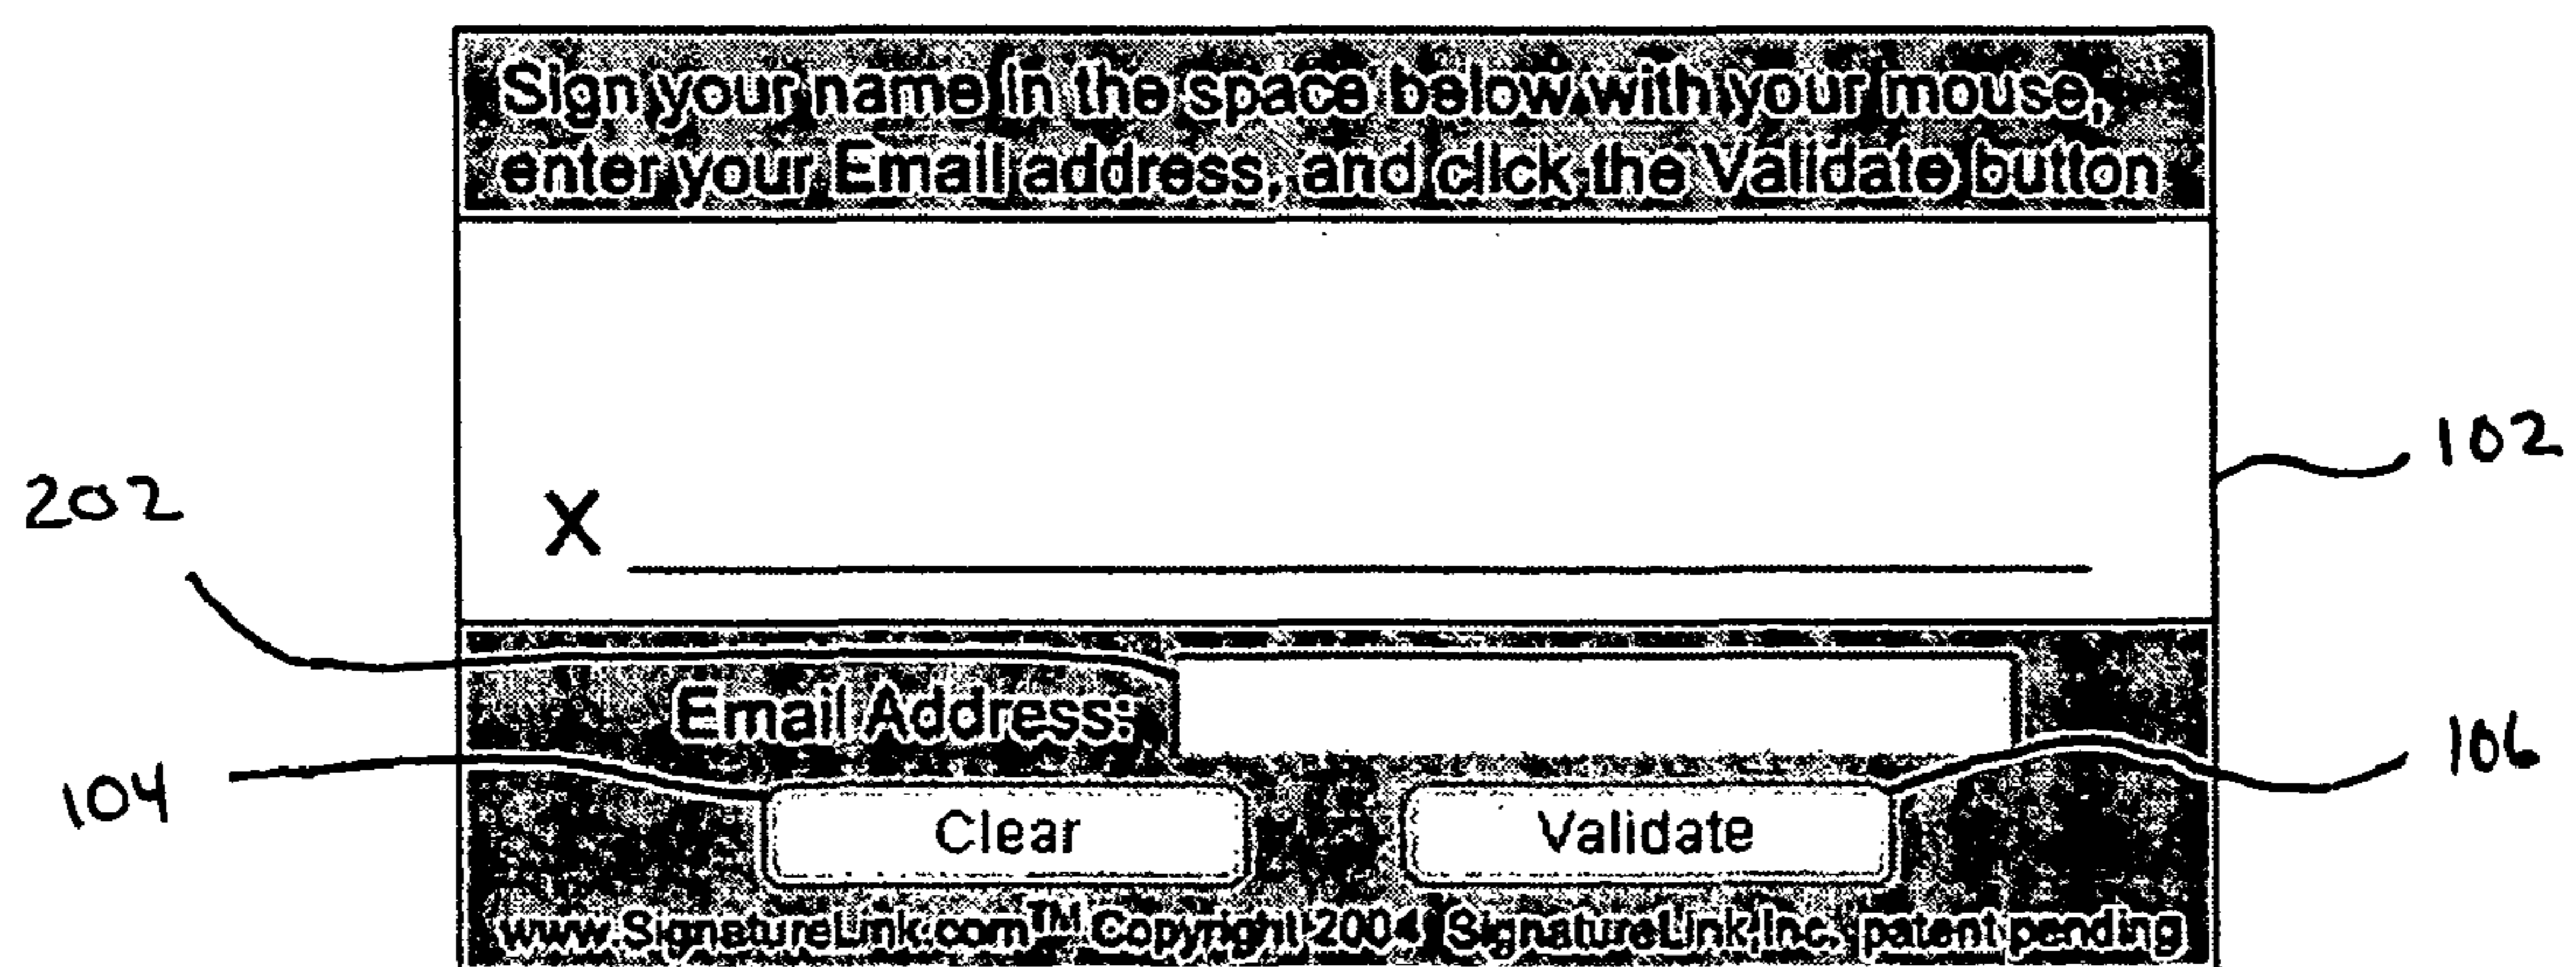 Sign your name in the space below with your mouse,
enter your Email address, and click the Validate button
102
202
X
Email Address:
104
106
Clear Validate
www.SignatureLink.com™ Copyright 2004 SignatureLink,Inc. patent pending